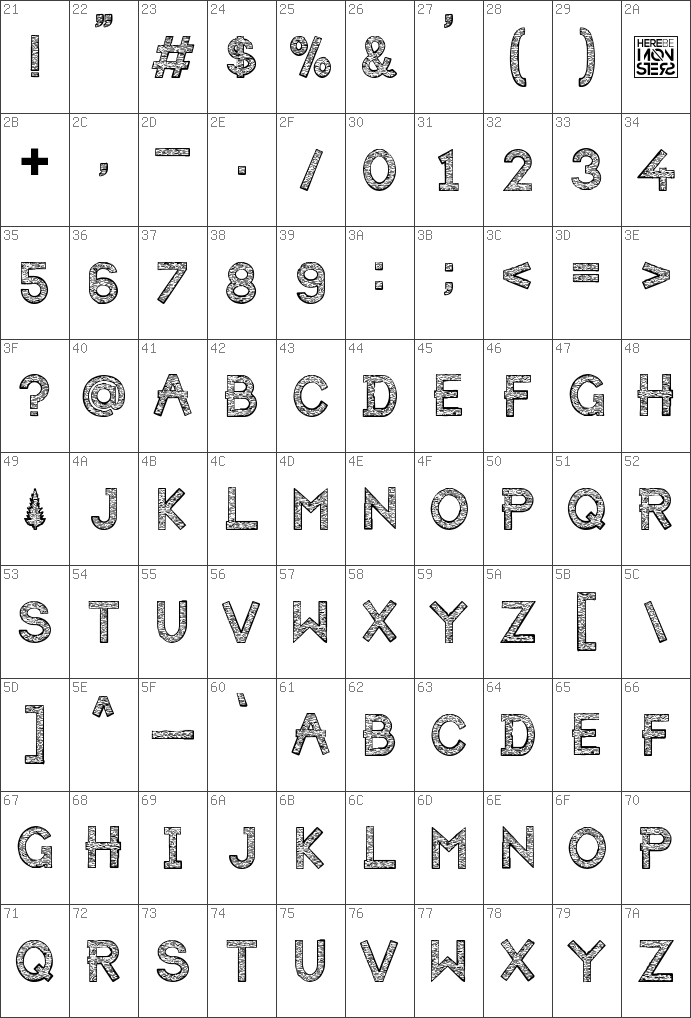 21 22 23 24 25 26 27 28 29 2A
! " # $ % & ' ( ) HERE BE MONSTERS
2B 2C 2D 2E 2F 30 31 32 33 34
+ , - . / 0 1 2 3 4
35 36 37 38 39 3A 3B 3C 3D 3E
5 6 7 8 9 : ; < = >
3F 40 41 42 43 44 45 46 47 48
? @ A B C D E F G H
49 4A 4B 4C 4D 4E 4F 50 51 52
J K L M N O P Q R
53 54 55 56 57 58 59 5A 5B 5C
S T U V W X Y Z [ \
5D 5E 5F 60 61 62 63 64 65 66
] ^ _ ` A B C D E F
67 68 69 6A 6B 6C 6D 6E 6F 70
G H I J K L M N O P
71 72 73 74 75 76 77 78 79 7A
Q R S T U V W X Y Z